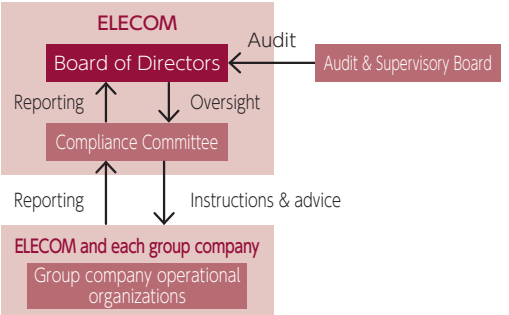 ELECOM
Audit
Board of Directors
Audit & Supervisory Board
Reporting
Oversight
Compliance Committee
Reporting
Instructions & advice
ELECOM and each group company
Group company operational
organizations